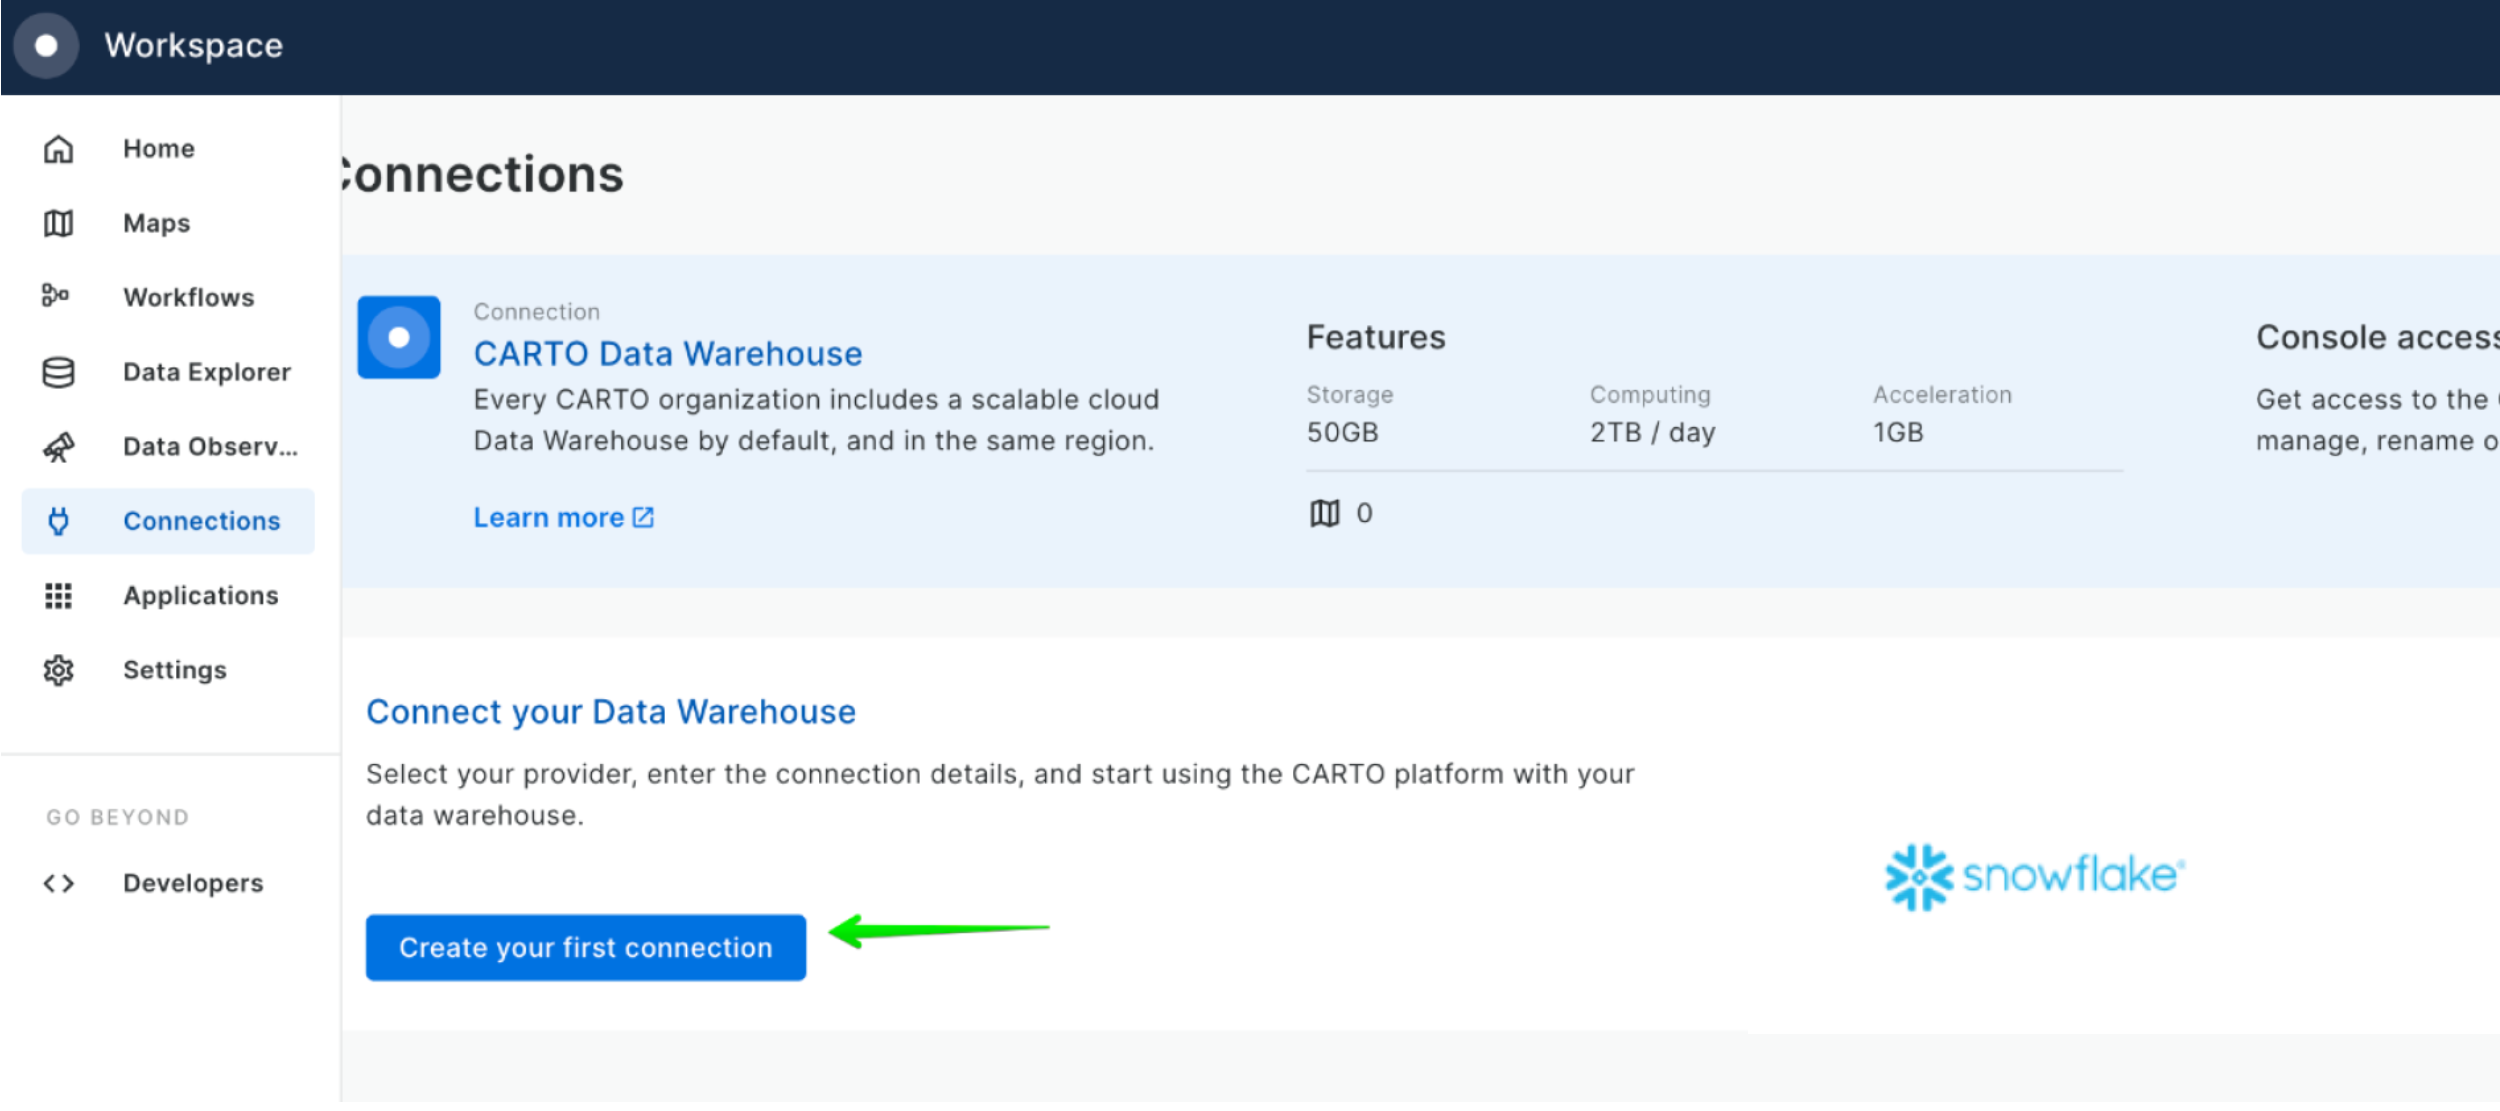 Workspace
Home
Maps
Workflows
Data Explorer
Data Observ...
Connections
Applications
Settings
GO BEYOND
Developers
onnections
Connection
CARTO Data Warehouse
Every CARTO organization includes a scalable cloud
Data Warehouse by default, and in the same region.
Learn more
Features
Storage
Computing
Acceleration
50GB
2TB / day
1GB
0
Console access
Get access to the
manage, rename o
Connect your Data Warehouse
Select your provider, enter the connection details, and start using the CARTO platform with your
data warehouse.
Create your first connection
snowflake